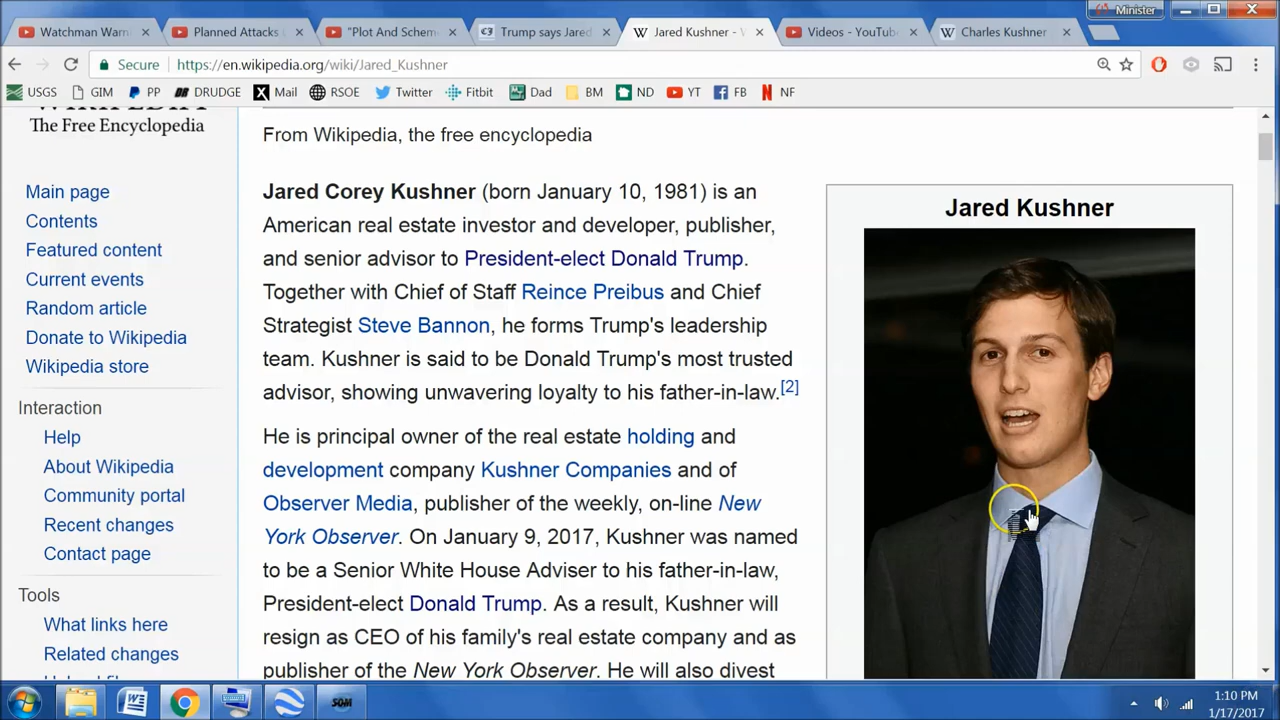 Minister
Watchman Warn
Planned Attacks
"Plot And Schem
Trump says Jared
Jared Kushner - W
Videos - YouTube
Charles Kushner
Secure https://en.wikipedia.org/wiki/Jared_Kushner
USGS GIM PP DRUDGE Mail RSOE Twitter Fitbit Dad BM ND YT FB NF
The Free Encyclopedia
Main page
Contents
Featured content
Current events
Random article
Donate to Wikipedia
Wikipedia store
Interaction
Help
About Wikipedia
Community portal
Recent changes
Contact page
Tools
What links here
Related changes
From Wikipedia, the free encyclopedia
Jared Corey Kushner (born January 10, 1981) is an
American real estate investor and developer, publisher,
and senior advisor to President-elect Donald Trump.
Together with Chief of Staff Reince Preibus and Chief
Strategist Steve Bannon, he forms Trump's leadership
team. Kushner is said to be Donald Trump's most trusted
advisor, showing unwavering loyalty to his father-in-law.[2]
He is principal owner of the real estate holding and
development company Kushner Companies and of
Observer Media, publisher of the weekly, on-line New
York Observer. On January 9, 2017, Kushner was named
to be a Senior White House Adviser to his father-in-law,
President-elect Donald Trump. As a result, Kushner will
resign as CEO of his family's real estate company and as
publisher of the New York Observer. He will also divest
Jared Kushner
1:10 PM
1/17/2017